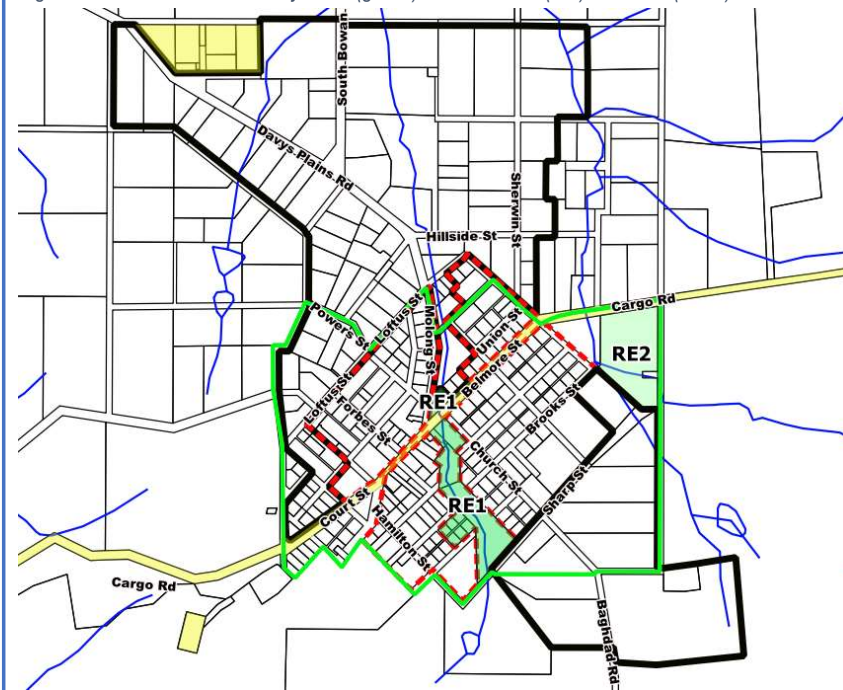 South Bowan
Davys Plains Rd
Sherwin St
Hillside St
Cargo Rd
Powers St
Loftus St
Molong St
Union St
RE2
Belmore St
RE1
Loftus St
Forbes St
Brooks St
Church St
Sharp St
RE1
Court St
Hamilton St
Cargo Rd
Baghdad Rd